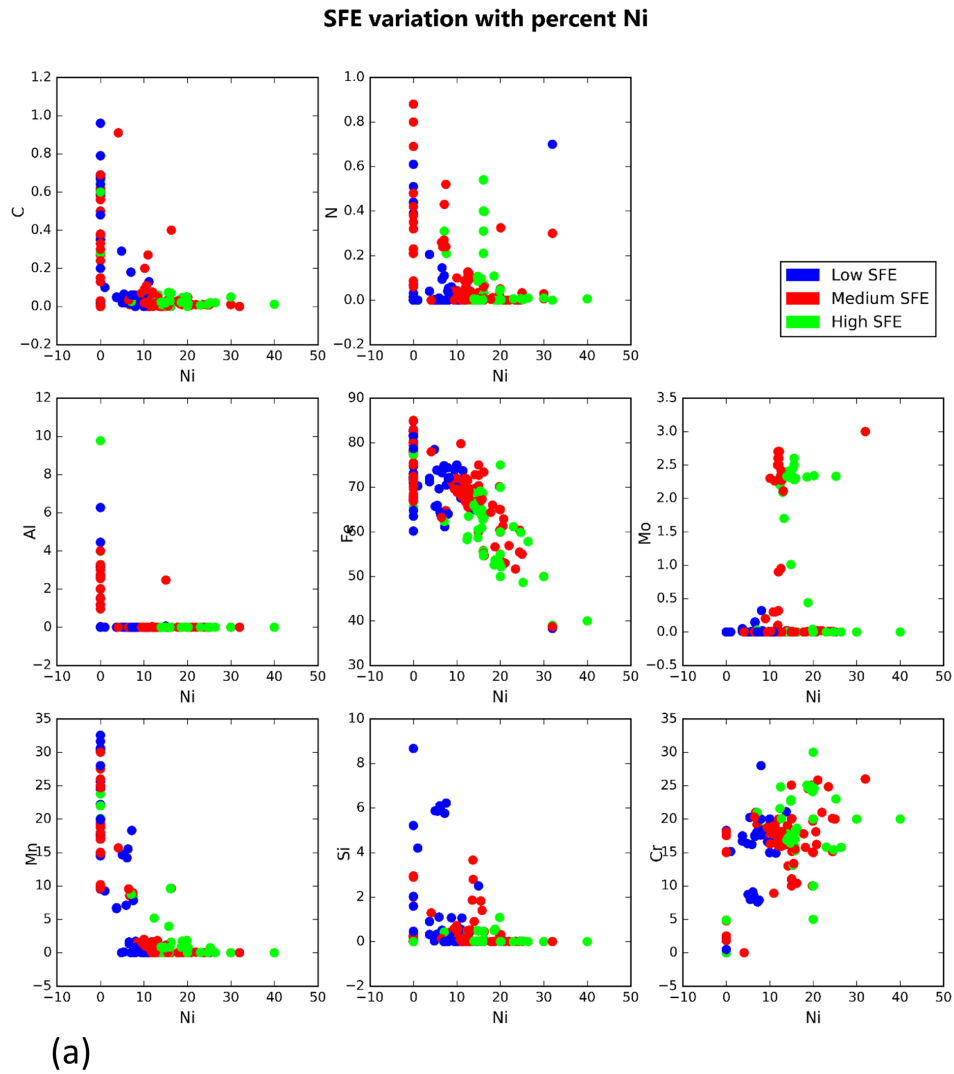 SFE variation with percent Ni
1.2
1.0
0.8
0.6
0.4
0.2
0.0
−0.2
C
−10 0 10 20 30 40 50
Ni
1.0
0.8
0.6
0.4
0.2
0.0
−0.2
N
−10 0 10 20 30 40 50
Ni
Low SFE
Medium SFE
High SFE
12
10
8
6
4
2
0
−2
Al
−10 0 10 20 30 40 50
Ni
90
80
70
60
50
40
30
Fe
−10 0 10 20 30 40 50
Ni
3.5
3.0
2.5
2.0
1.5
1.0
0.5
0.0
−0.5
Mo
−10 0 10 20 30 40 50
Ni
35
30
25
20
15
10
5
0
−5
Mn
−10 0 10 20 30 40 50
Ni
10
8
6
4
2
0
−2
Si
−10 0 10 20 30 40 50
Ni
35
30
25
20
15
10
5
0
−5
Cr
−10 0 10 20 30 40 50
Ni
(a)